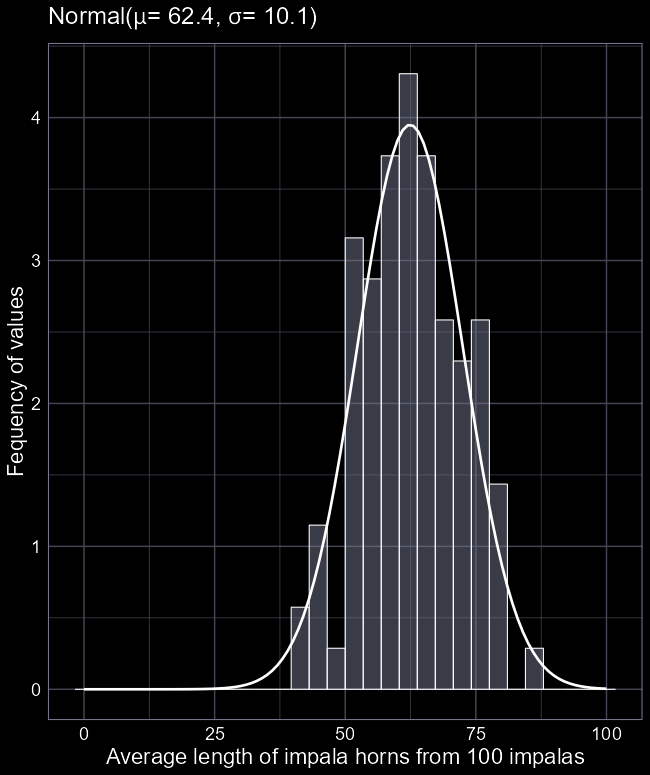 Normal(μ= 62.4, σ= 10.1)
4
3
2
1
0
Fequency of values
0 25 50 75 100
Average length of impala horns from 100 impalas